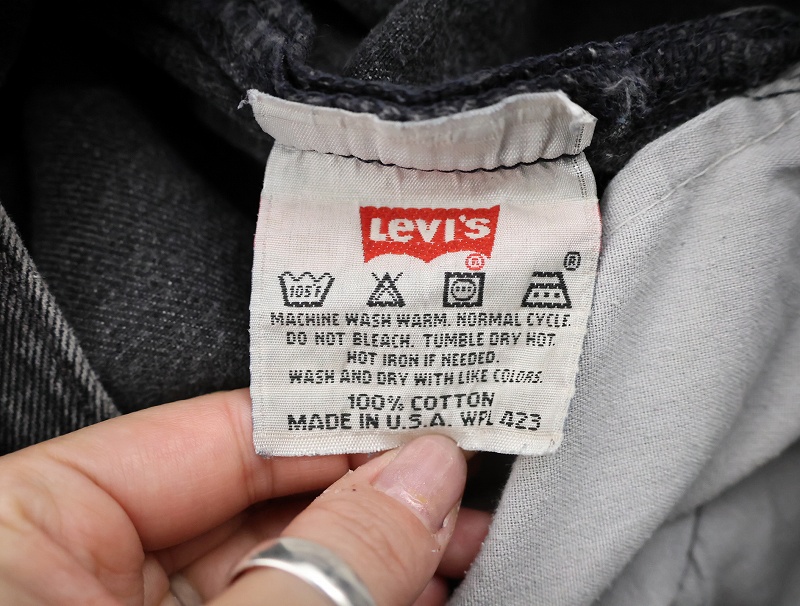 Levi's
®
®
105F
MACHINE WASH WARM. NORMAL CYCLE.
DO NOT BLEACH. TUMBLE DRY HOT.
HOT IRON IF NEEDED.
WASH AND DRY WITH LIKE COLORS.
100% COTTON
MADE IN U.S.A. WPL 423